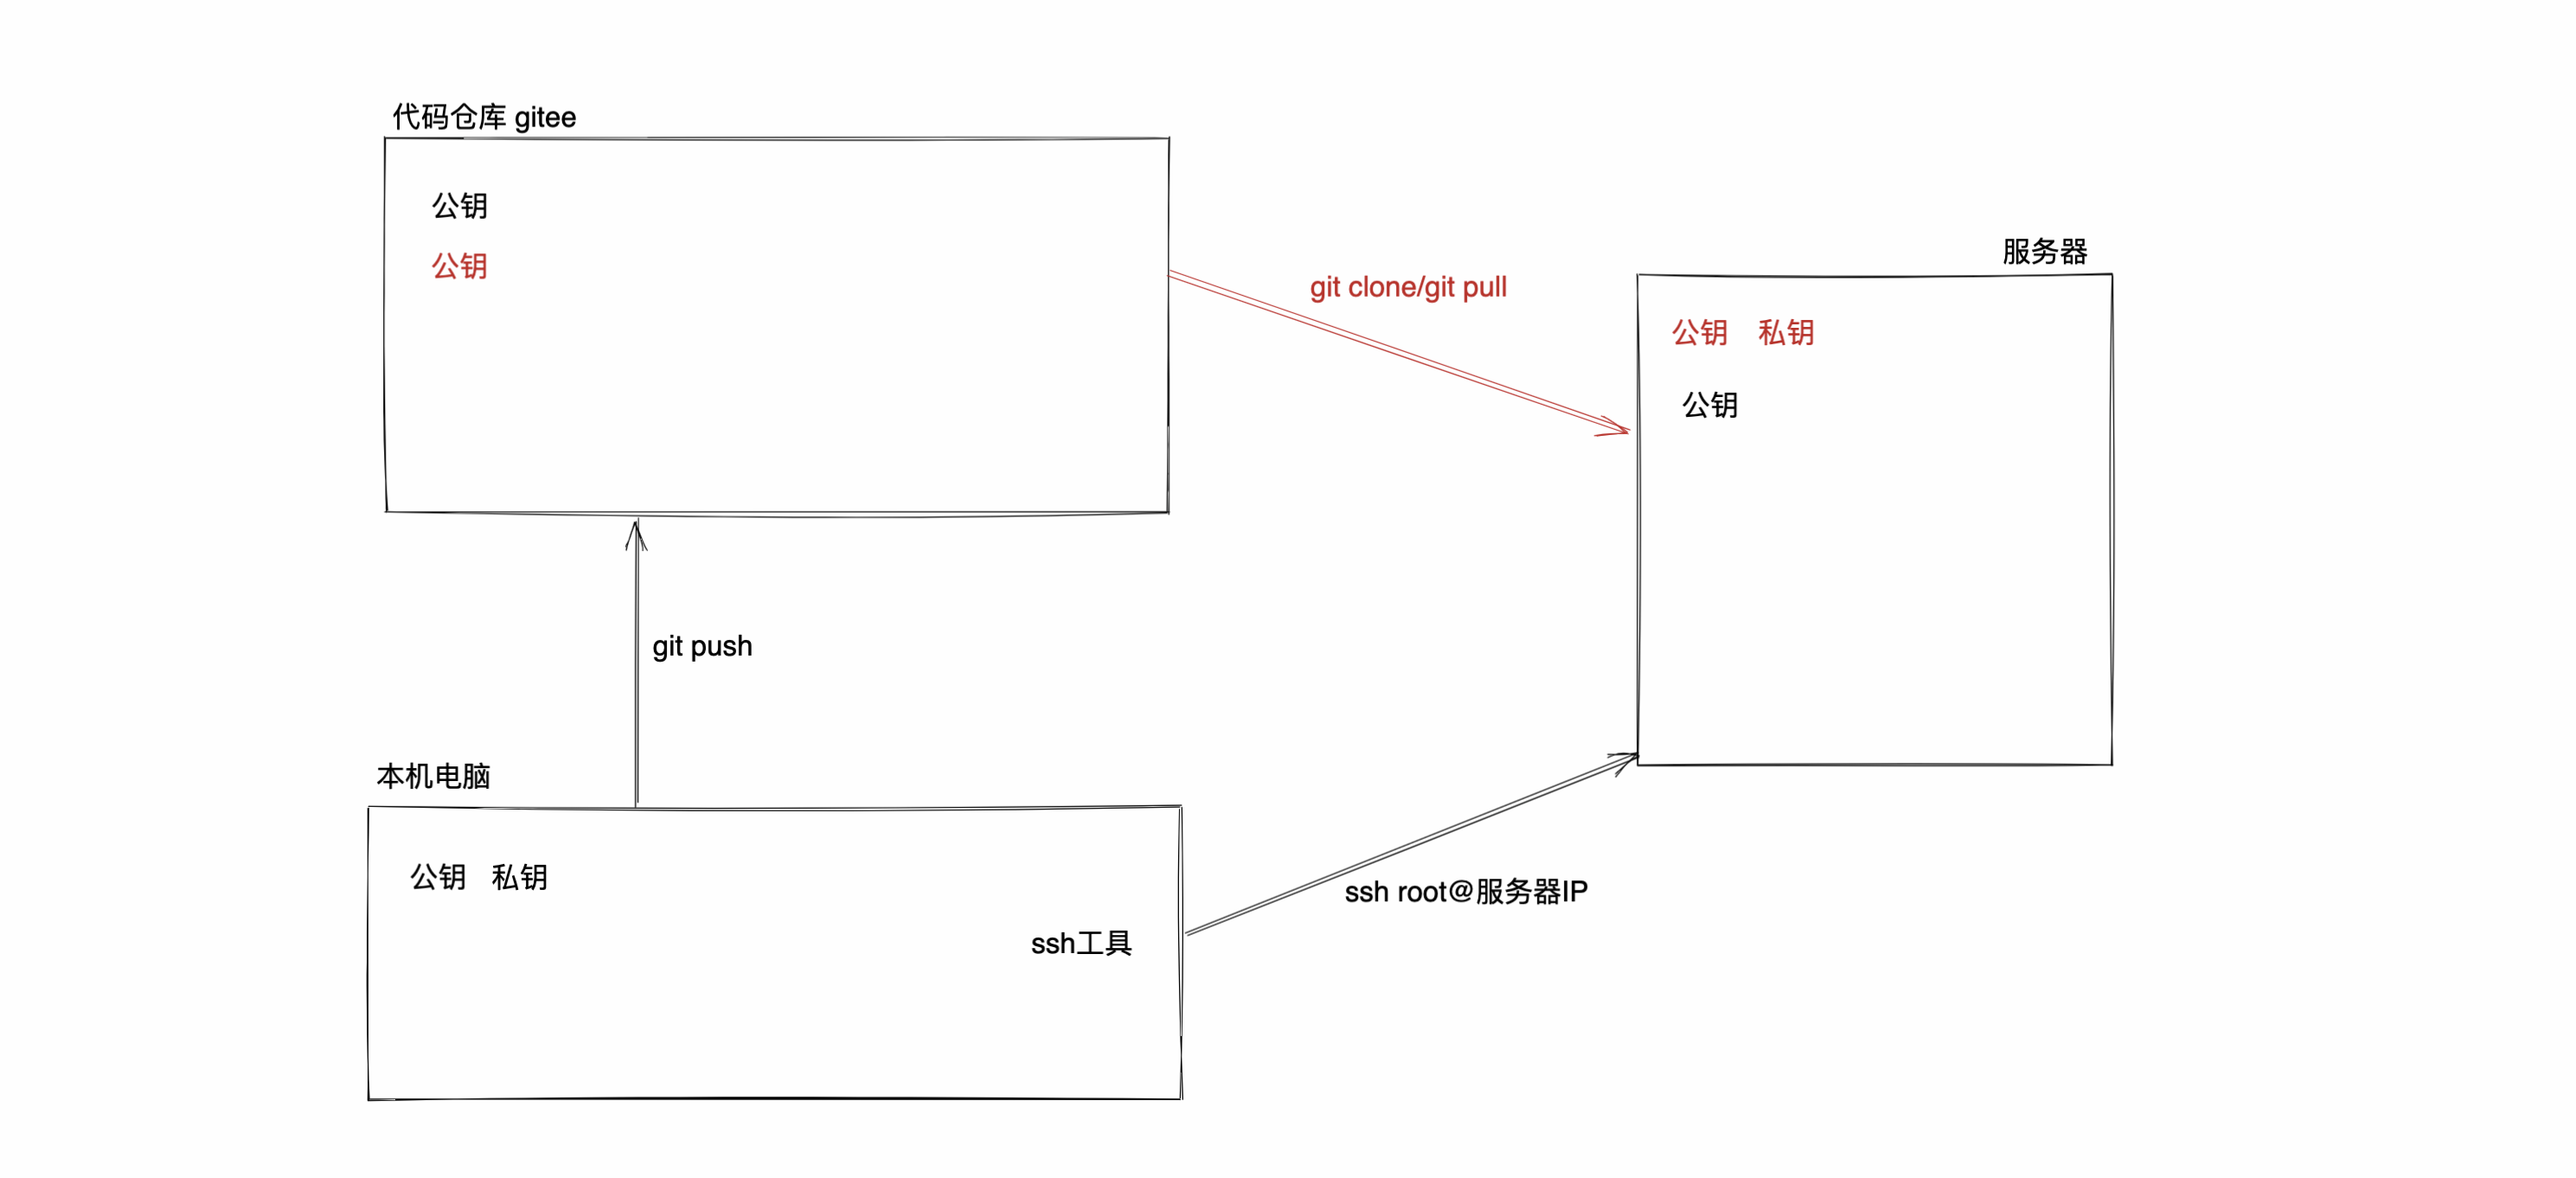 代码仓库 gitee
公钥
公钥
git clone/git pull
服务器
公钥 私钥
公钥
git push
本机电脑
公钥 私钥
ssh工具
ssh root@服务器IP